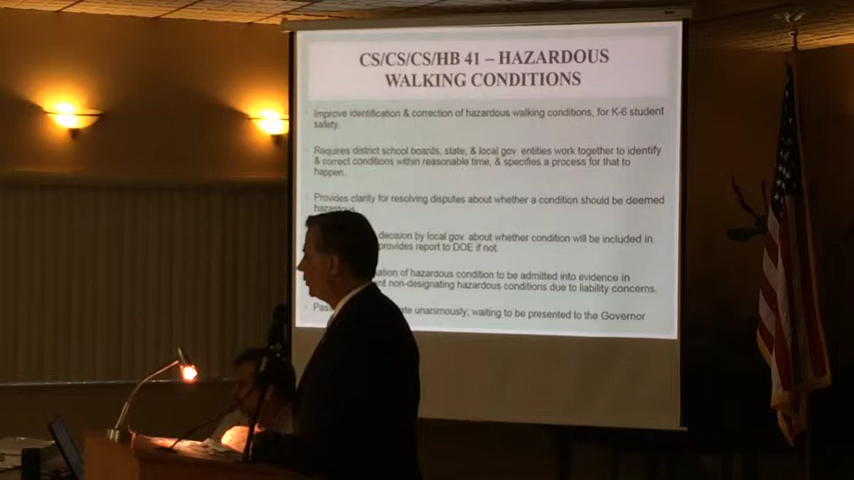 CS/CS/CS/HB 41 – HAZARDOUS
WALKING CONDITIONS
Improve identification & correction of hazardous walking conditions, for K-6 student
safety.
Requires district school boards, state, & local gov. entities work together to identify
& correct conditions within reasonable time, & specifies a process for that to
happen.
Provides clarity for resolving disputes about whether a condition should be deemed
hazardous.
decision by local gov. about whether condition will be included in
provides report to DOE if not.
ation of hazardous condition to be admitted into evidence in
nt non-designating hazardous conditions due to liability concerns.
Pas
te unanimously, waiting to be presented to the Governor